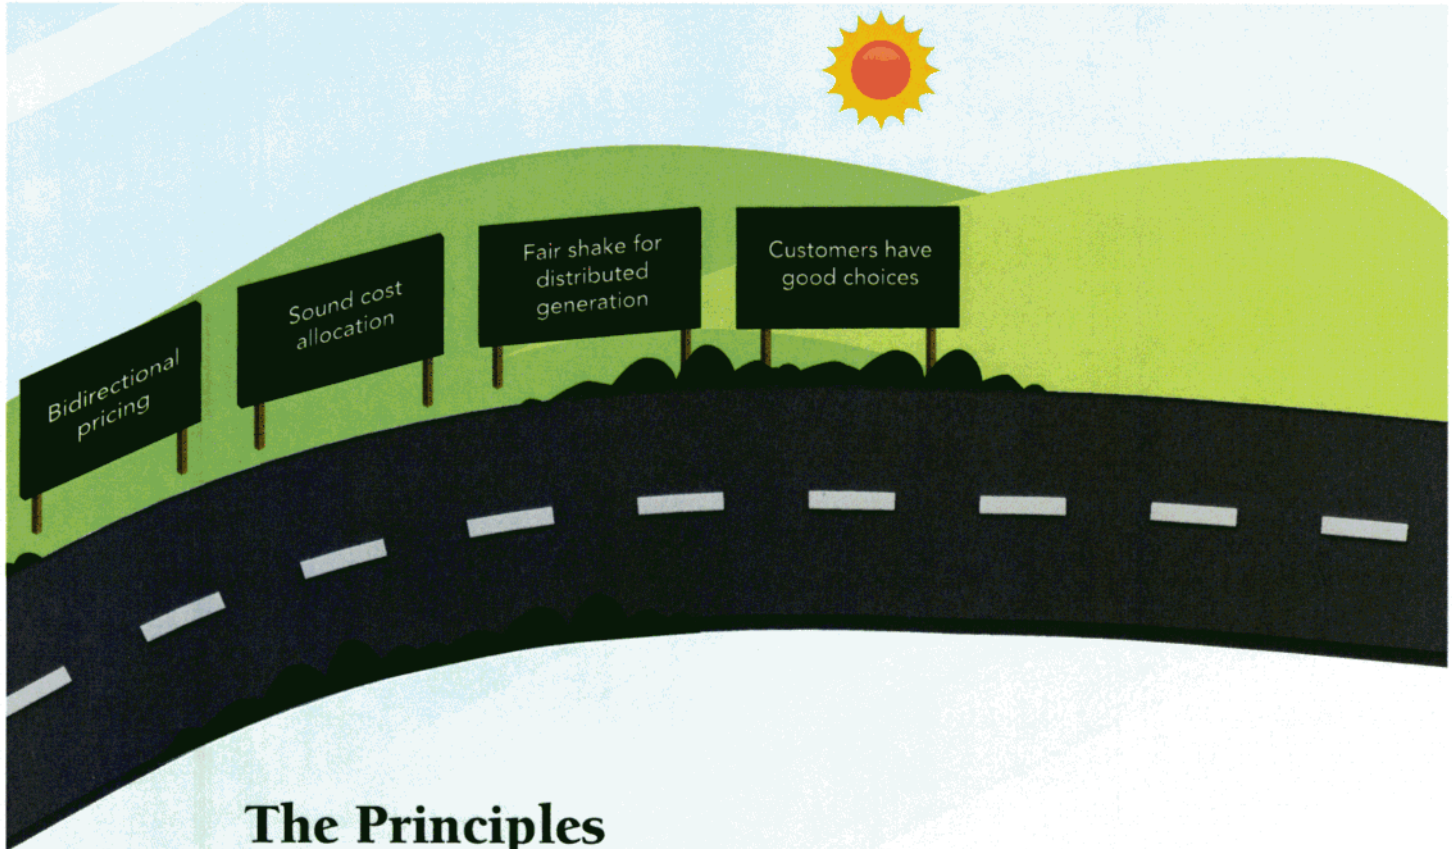 Bidirectional
pricing
Sound cost
allocation
Fair shake for
distributed
generation
Customers have
good choices
The Principles